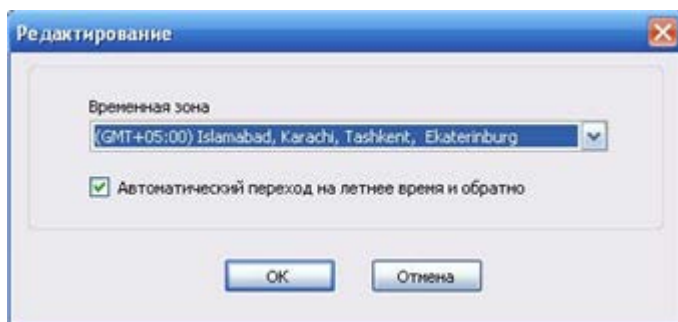 Редактирование
Временная зона
(GMT+05:00) Islamabad, Karachi, Tashkent, Ekaterinburg
Автоматический переход на летнее время и обратно
OK
Отмена